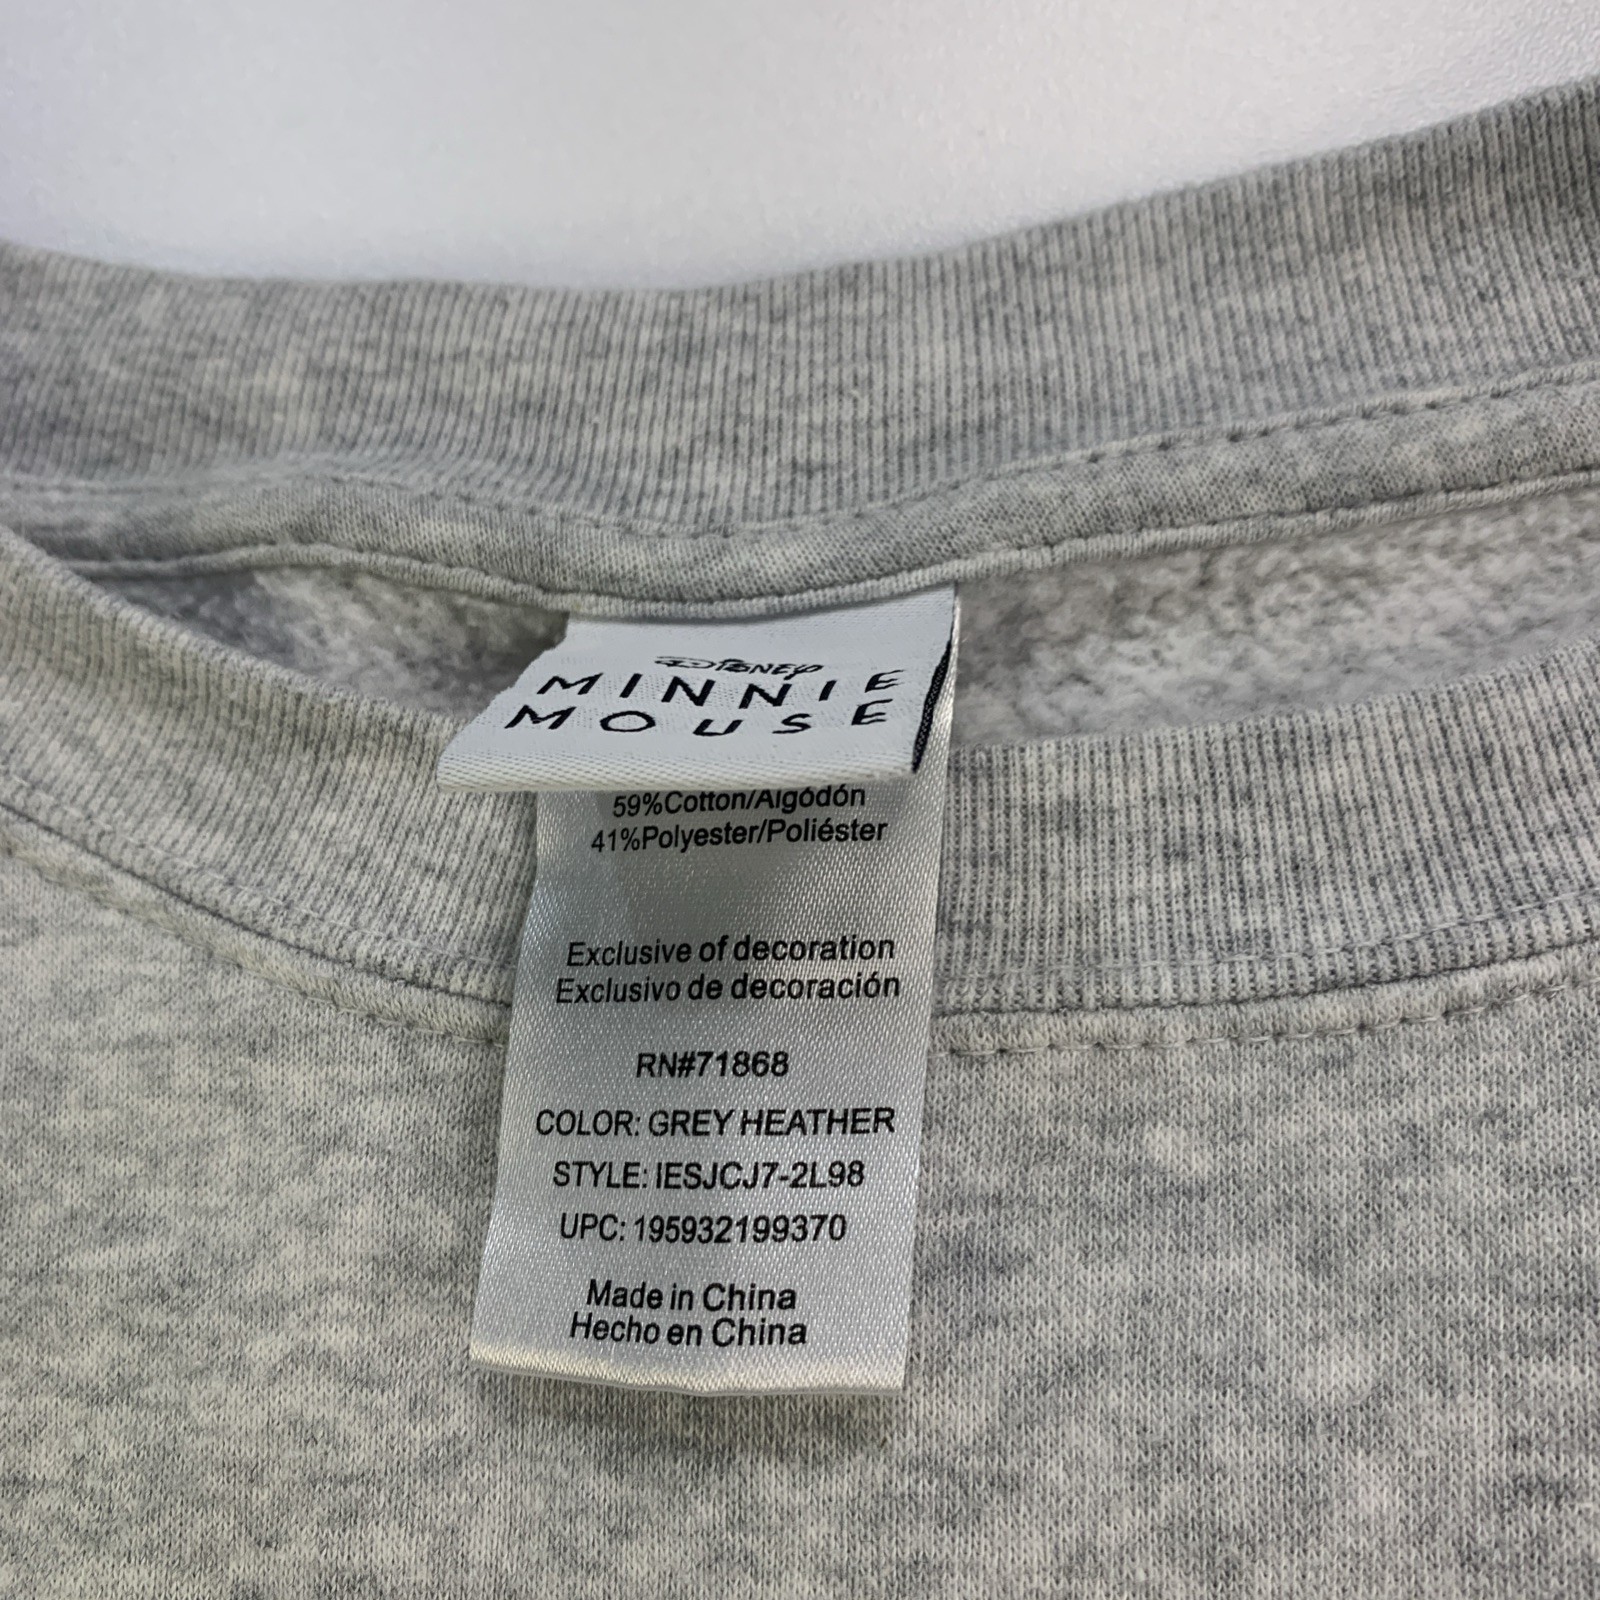 Disney
MINNIE
MOUSE
59%Cotton/Algódón
41%Polyester/Poliéster
Exclusive of decoration
Exclusivo de decoración
RN#71868
COLOR: GREY HEATHER
STYLE: IESJCJ7-2L98
UPC: 195932199370
Made in China
Hecho en China